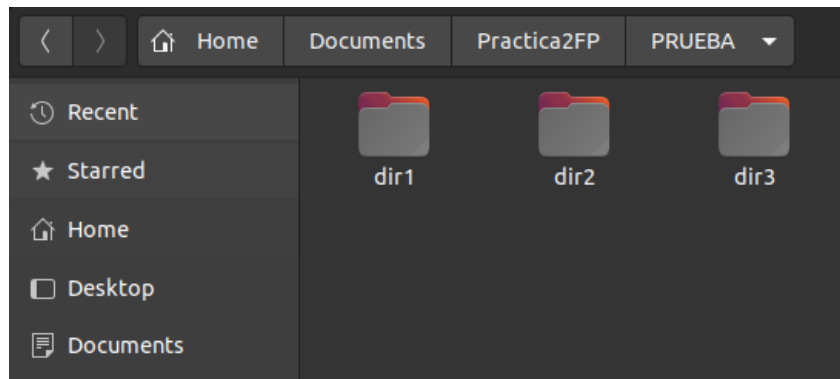 Home Documents Practica2FP PRUEBA
Recent
Starred
Home
Desktop
Documents
dir1 dir2 dir3